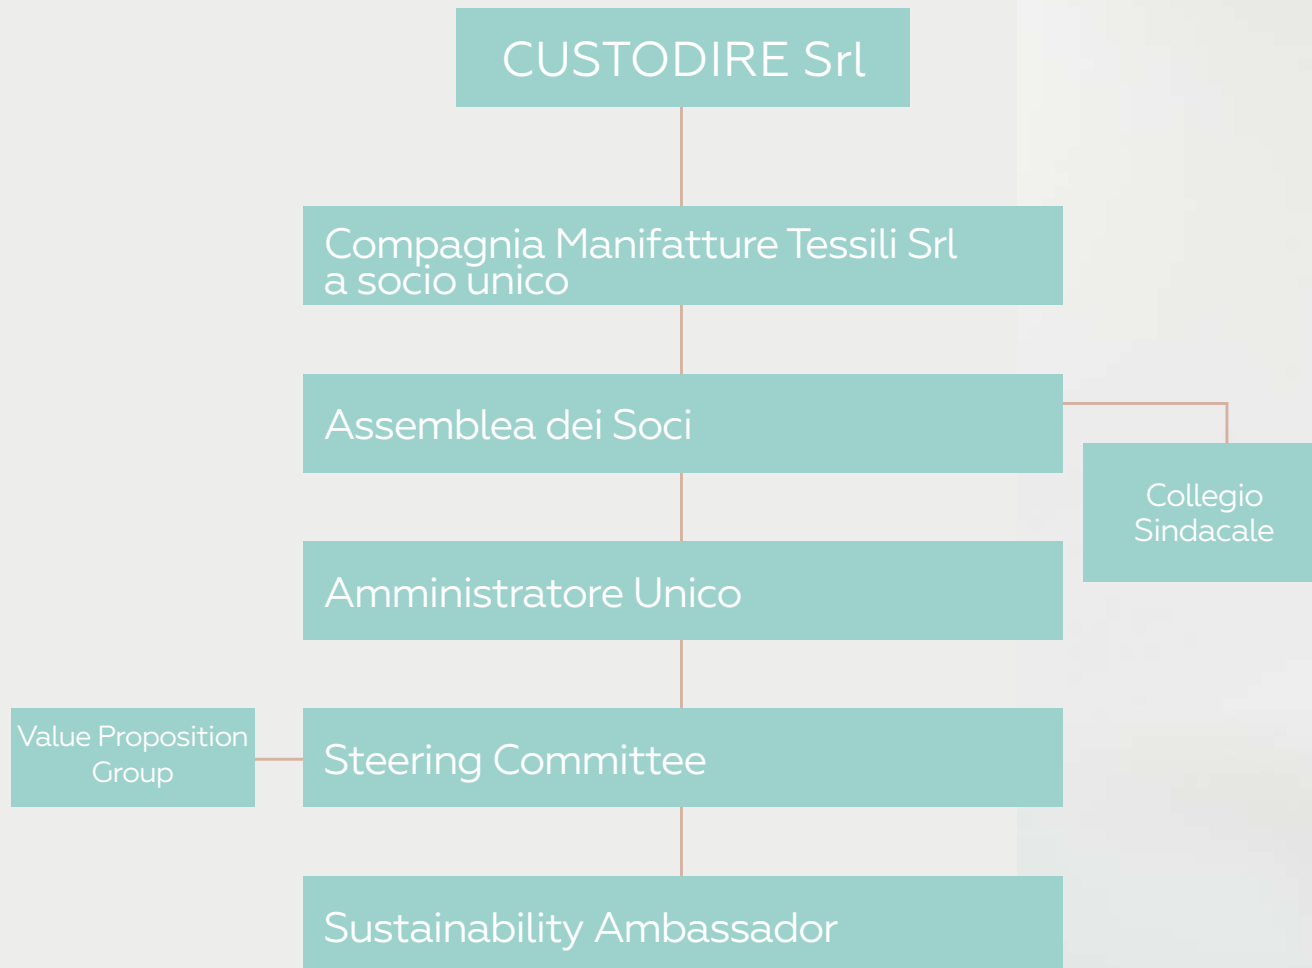 CUSTODIRE Srl
Compagnia Manifatture Tessili Srl
a socio unico
Assemblea dei Soci
Collegio
Sindacale
Amministratore Unico
Value Proposition
Group
Steering Committee
Sustainability Ambassador